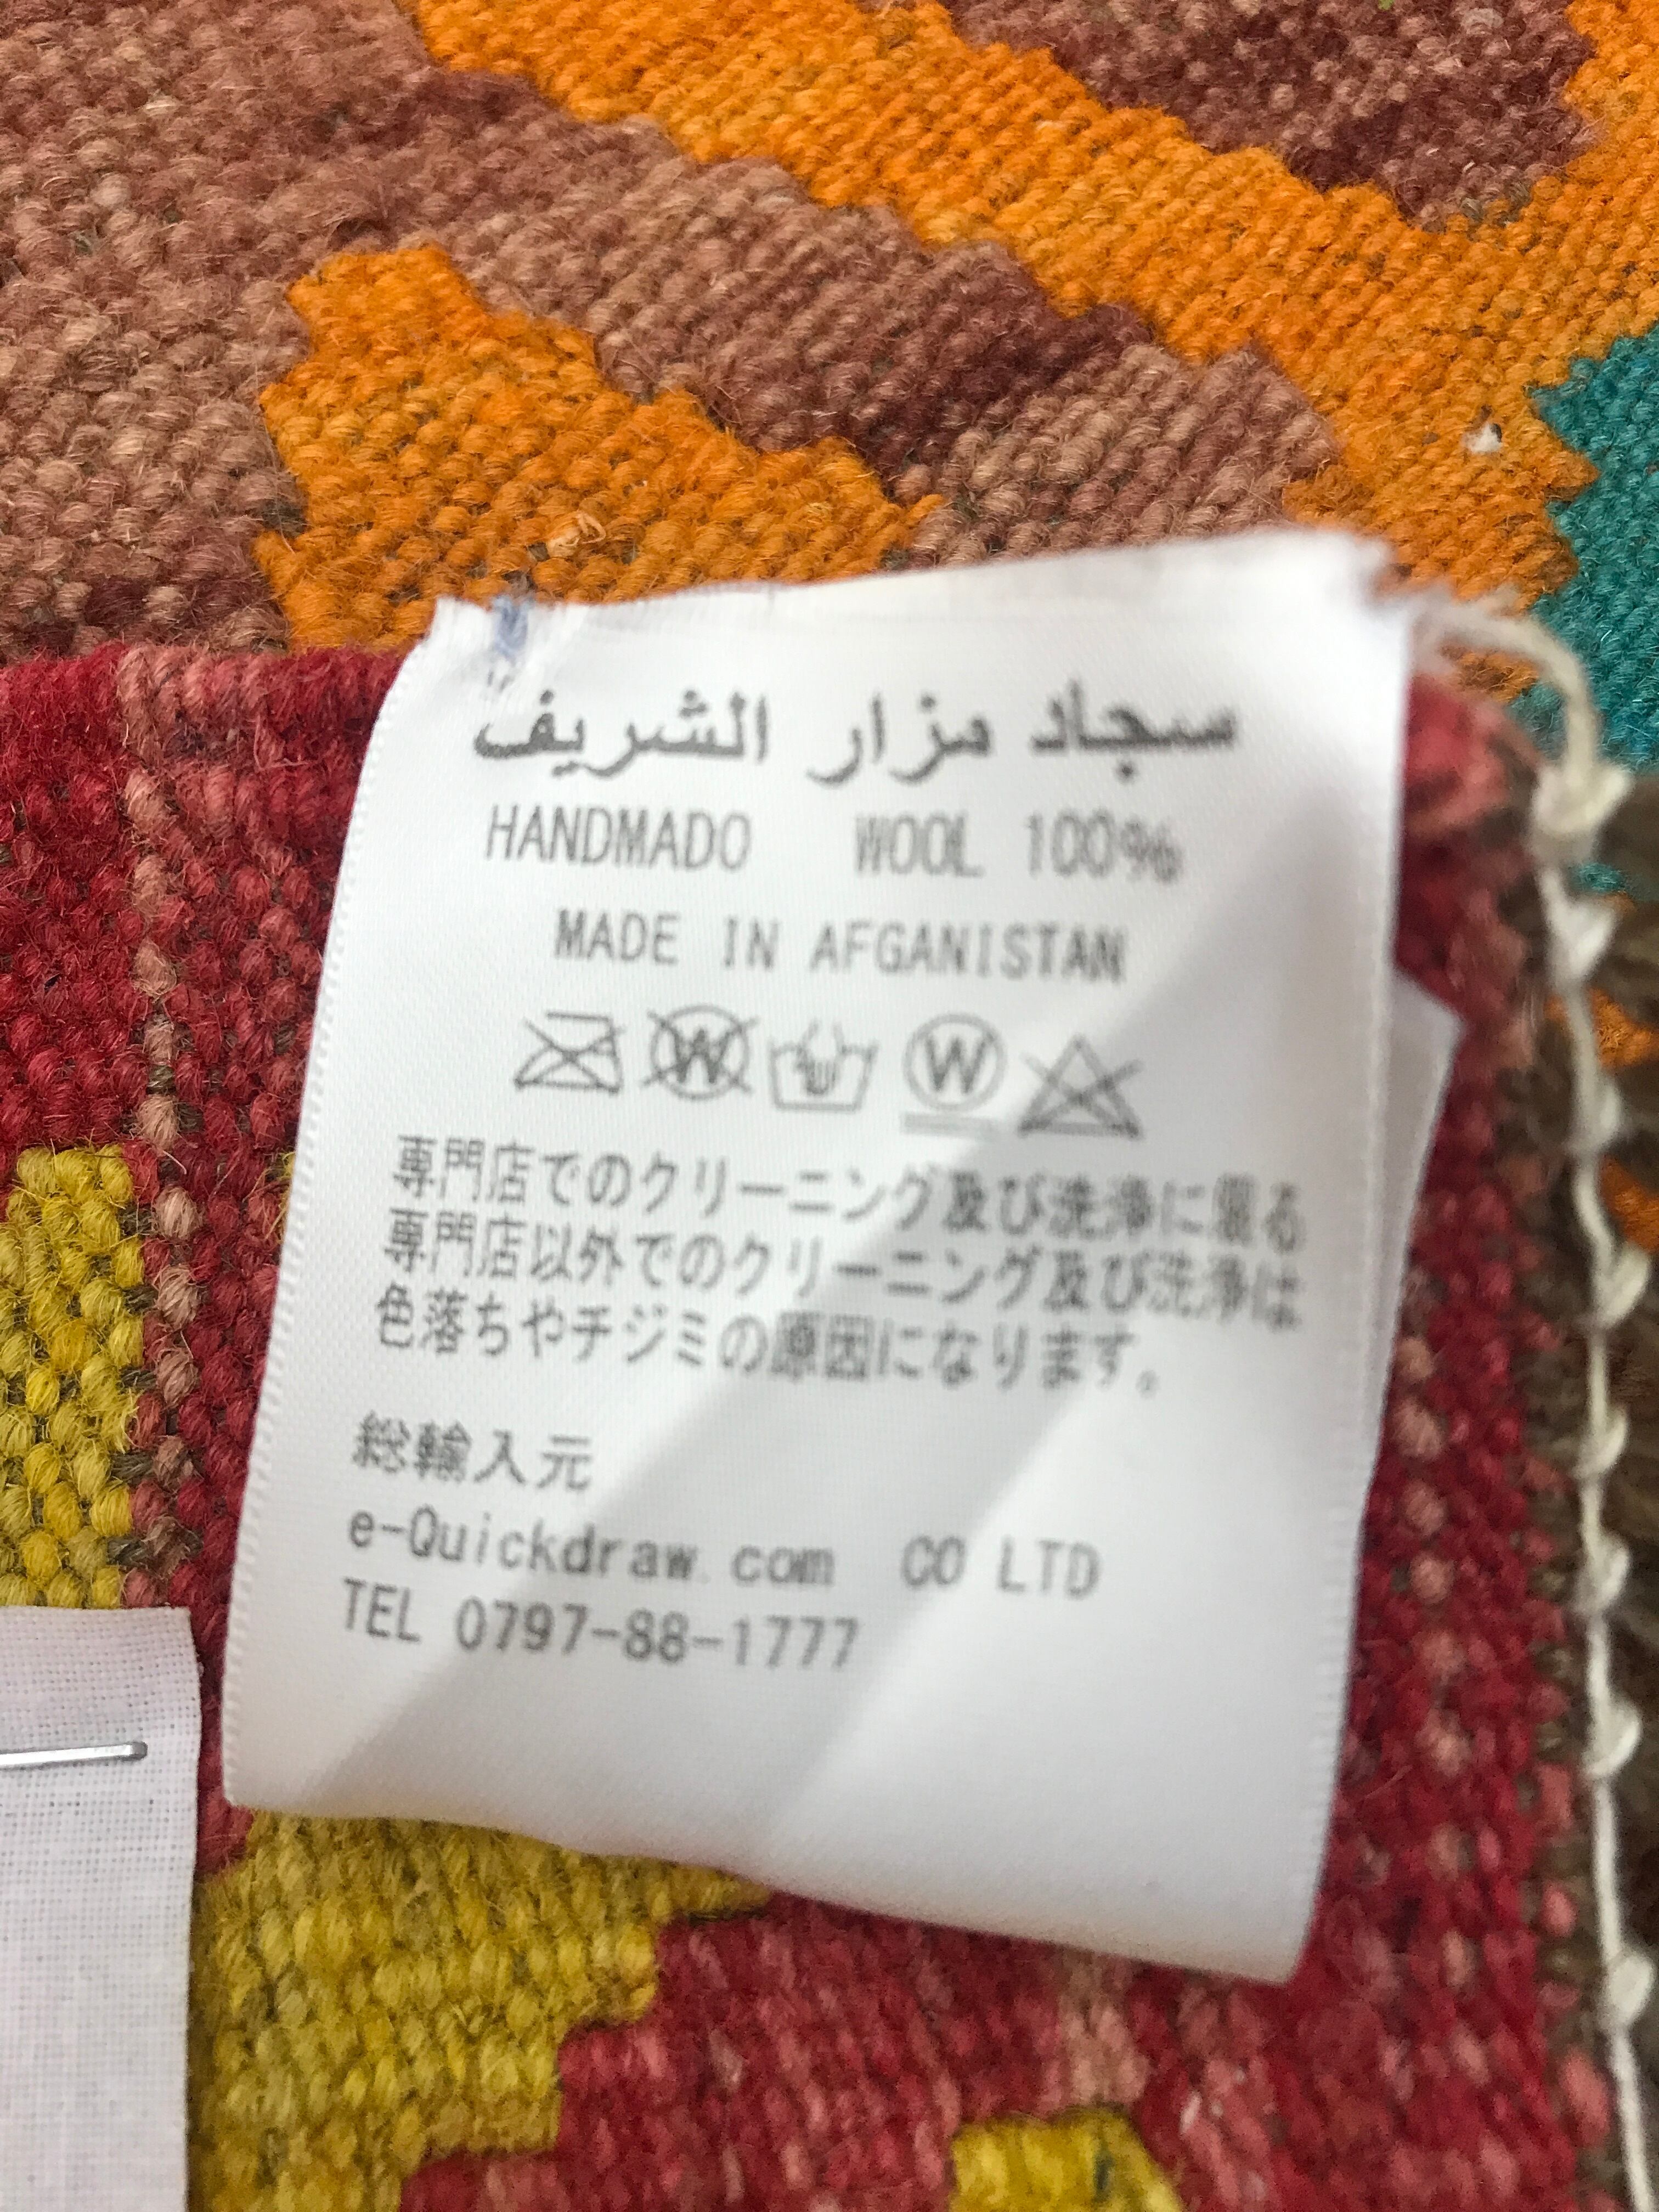 سجاد مزار الشريف
HANDMADO WOOL 100%
MADE IN AFGANISTAN
W W
専門店でのクリーニング及び洗浄に限る
専門店以外でのクリーニング及び洗浄は
色落ちやチジミの原因になります。
総輸入元
e-Quickdraw.com CO LTD
TEL 0797-88-1777